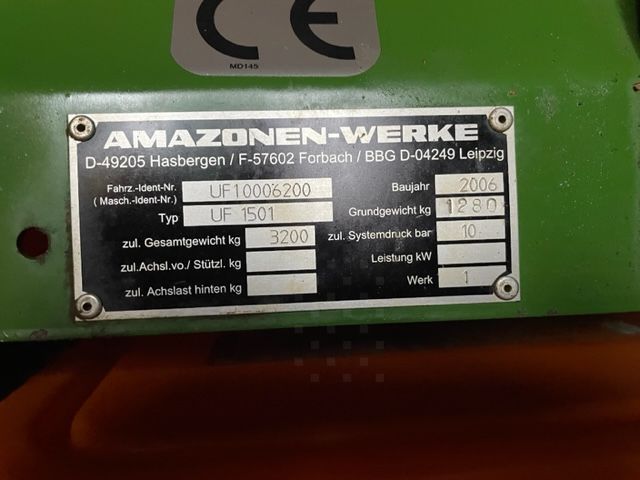 CE
MD145
AMAZONEN-WERKE
D-49205 Hasbergen / F-57602 Forbach / BBG D-04249 Leipzig
Fahrz.-Ident-Nr. UF10006200 Baujahr 2006
( Masch.-Ident-Nr.)
Typ UF 1501 Grundgewicht kg 1280
zul. Gesamtgewicht kg 3200 zul. Systemdruck bar 10
zul.Achsl.vo./ Stützl. kg Leistung kW
zul. Achslast hinten kg Werk 1